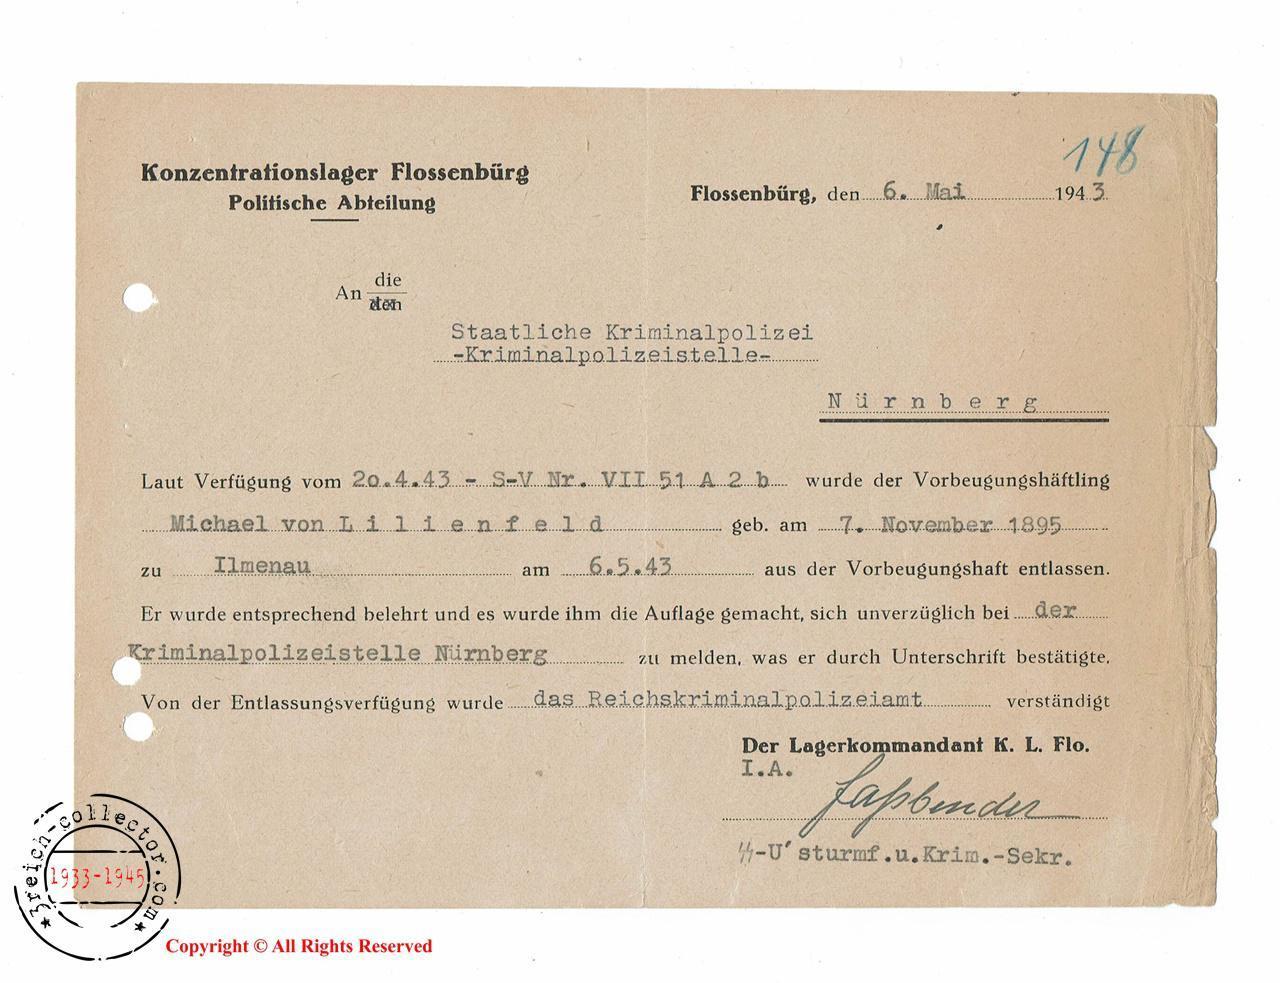 148
Konzentrationslager Flossenbürg
Politische Abteilung
Flossenbürg, den 6. Mai 1943
die
An
den
Staatliche Kriminalpolizei
-Kriminalpolizeistelle-
N ü r n b e r g
Laut Verfügung vom 2o.4.43 - S-V Nr. VII 51 A 2 b wurde der Vorbeugungshäftling
Michael von L i l i e n f e l d geb. am 7. November 1895
zu Ilmenau am 6.5.43 aus der Vorbeugungshaft entlassen.
Er wurde entsprechend belehrt und es wurde ihm die Auflage gemacht, sich unverzüglich bei der
Kriminalpolizeistelle Nürnberg zu melden, was er durch Unterschrift bestätigte.
Von der Entlassungsverfügung wurde das Reichskriminalpolizeiamt verständigt
Der Lagerkommandant K. L. Flo.
I.A.
Faßbender
SS-U'sturmf.u.Krim.-Sekr.
3reich-collector.com
1933-1945
Copyright © All Rights Reserved